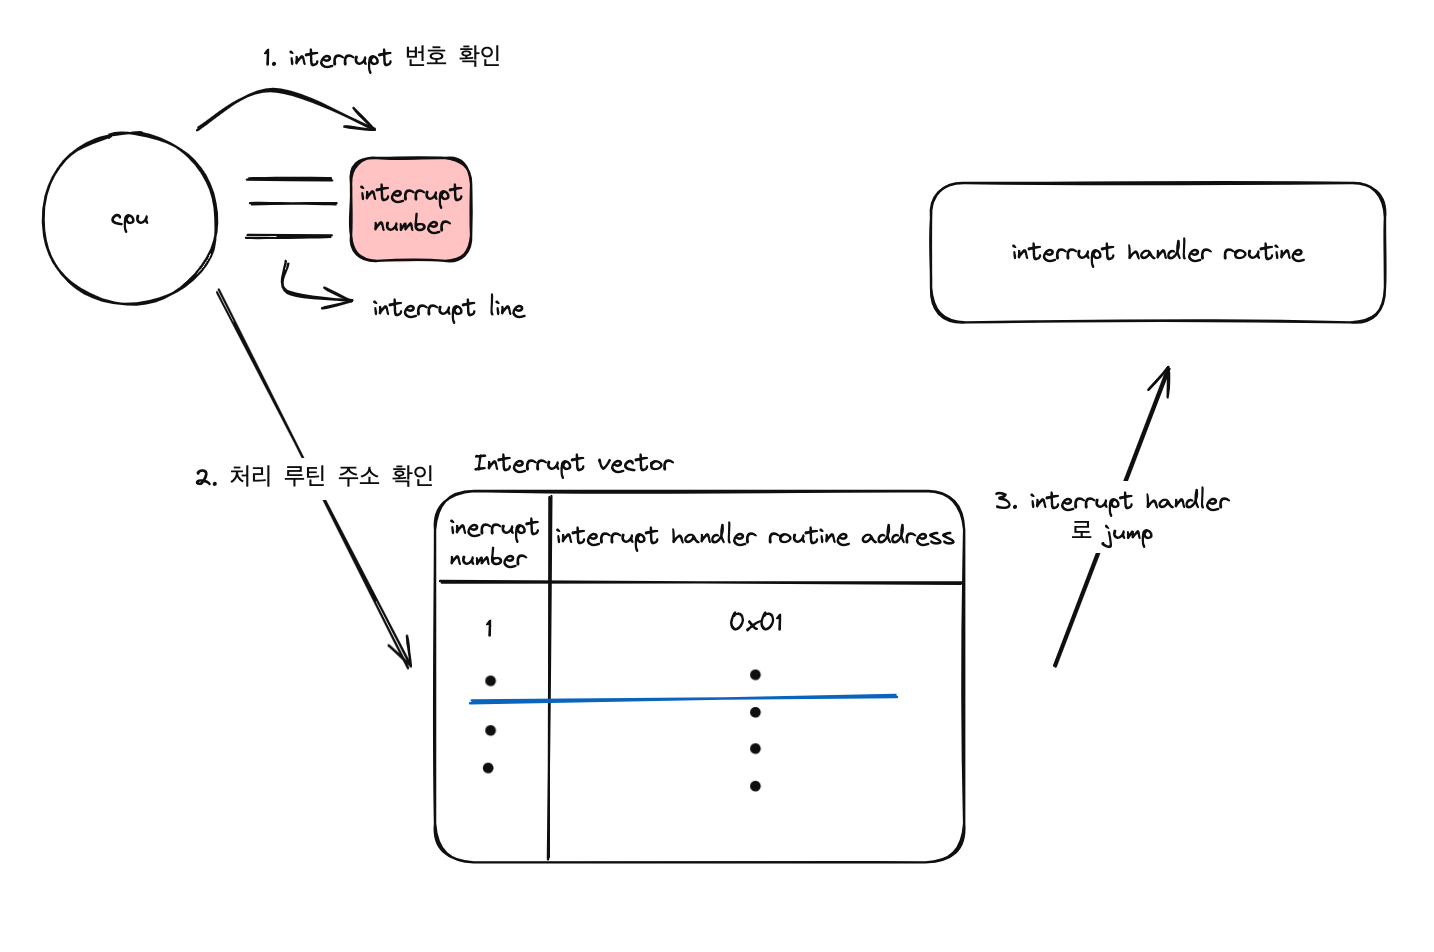 1. interrupt 번호 확인
cpu
interrupt
number
interrupt line
interrupt handler routine
2. 처리 루틴 주소 확인
Interrupt vector
3. interrupt handler
로 jump
inerrupt
number
interrupt handler routine address
1
0x01